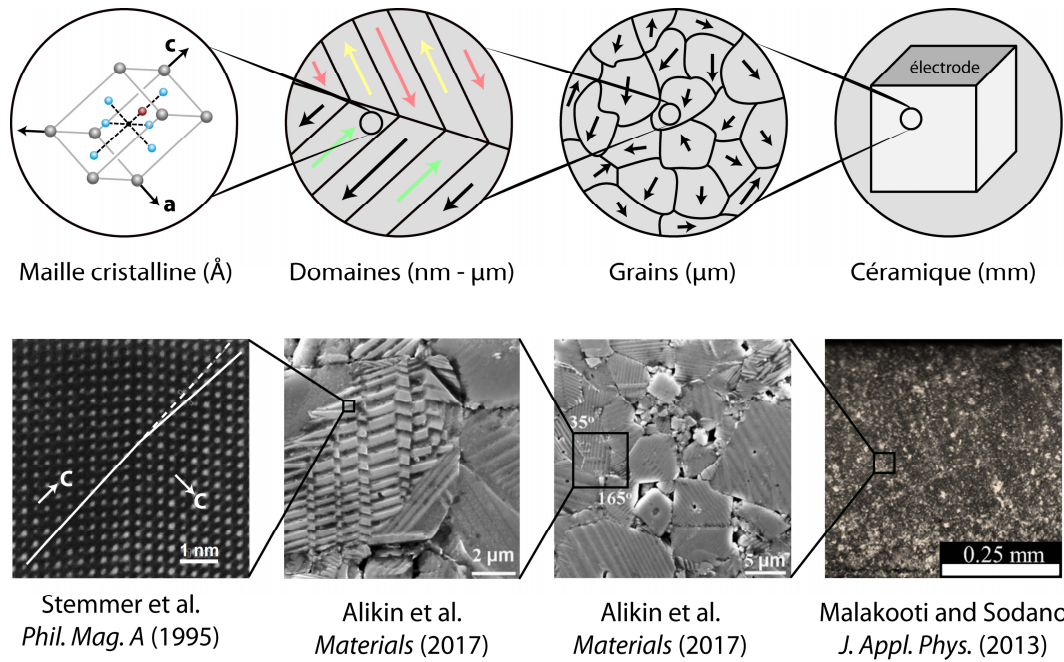 c
a
électrode
Maille cristalline (Å)
Domaines (nm - µm)
Grains (µm)
Céramique (mm)
C
C
1 nm
2 µm
35°
165°
5 µm
0.25 mm
Stemmer et al.
Phil. Mag. A (1995)
Alikin et al.
Materials (2017)
Alikin et al.
Materials (2017)
Malakooti and Sodano
J. Appl. Phys. (2013)